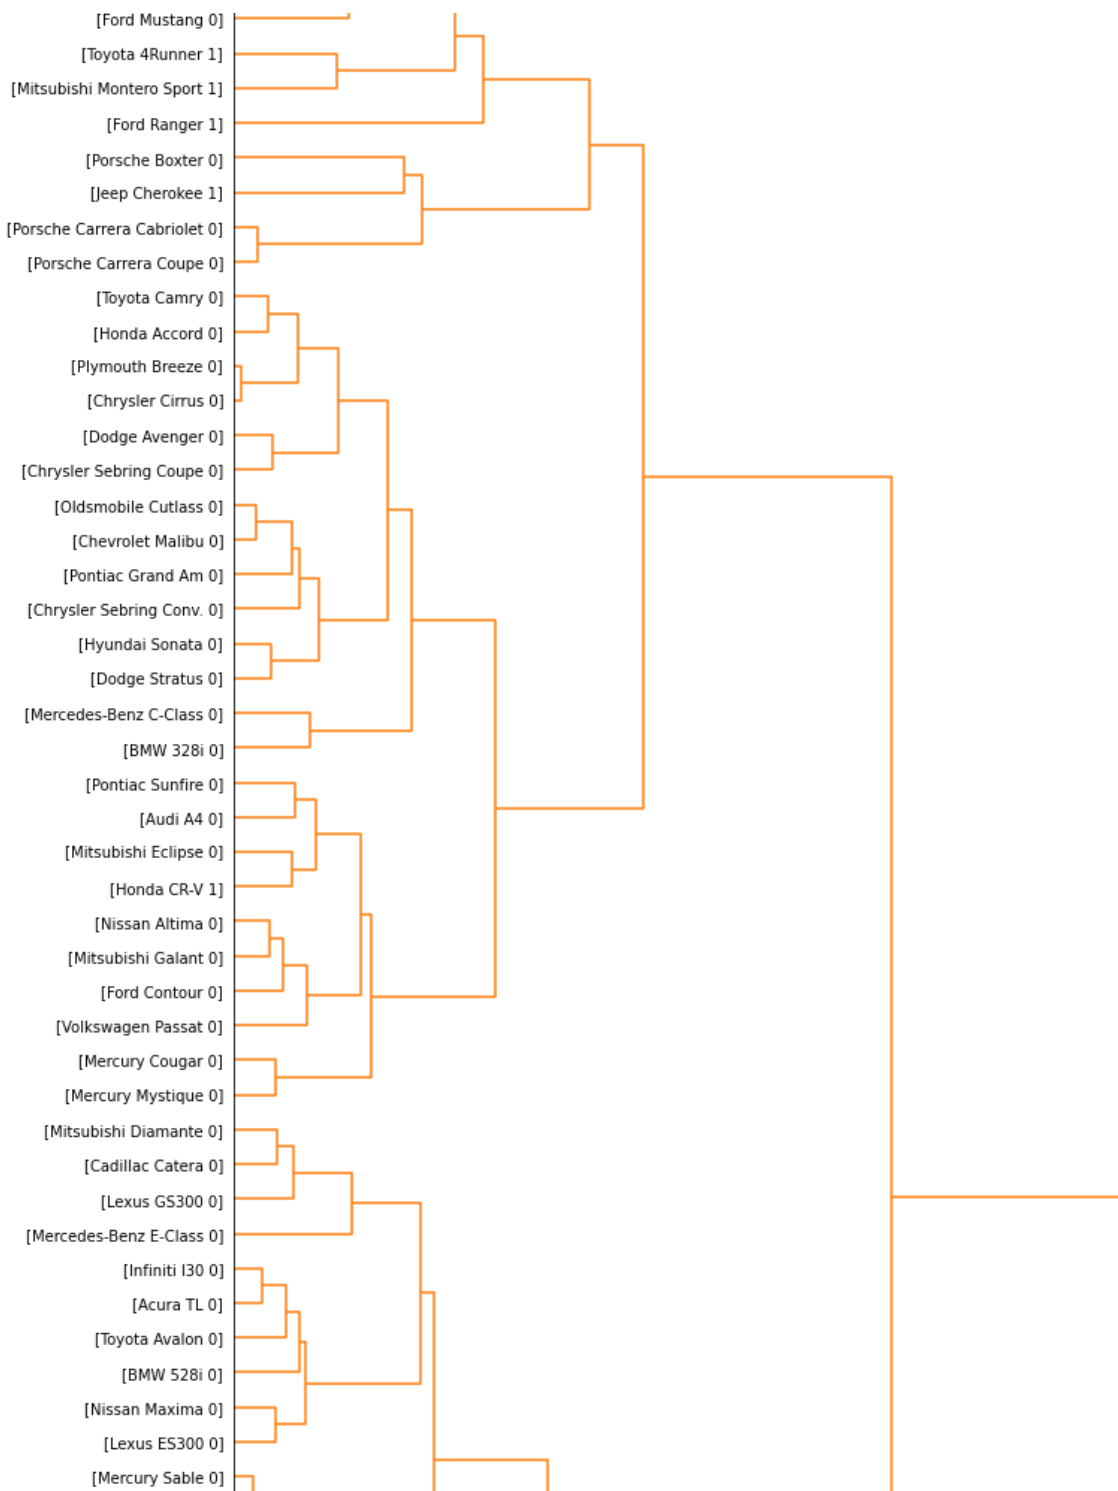 [Ford Mustang 0]
[Toyota 4Runner 1]
[Mitsubishi Montero Sport 1]
[Ford Ranger 1]
[Porsche Boxter 0]
[Jeep Cherokee 1]
[Porsche Carrera Cabriolet 0]
[Porsche Carrera Coupe 0]
[Toyota Camry 0]
[Honda Accord 0]
[Plymouth Breeze 0]
[Chrysler Cirrus 0]
[Dodge Avenger 0]
[Chrysler Sebring Coupe 0]
[Oldsmobile Cutlass 0]
[Chevrolet Malibu 0]
[Pontiac Grand Am 0]
[Chrysler Sebring Conv. 0]
[Hyundai Sonata 0]
[Dodge Stratus 0]
[Mercedes-Benz C-Class 0]
[BMW 328i 0]
[Pontiac Sunfire 0]
[Audi A4 0]
[Mitsubishi Eclipse 0]
[Honda CR-V 1]
[Nissan Altima 0]
[Mitsubishi Galant 0]
[Ford Contour 0]
[Volkswagen Passat 0]
[Mercury Cougar 0]
[Mercury Mystique 0]
[Mitsubishi Diamante 0]
[Cadillac Catera 0]
[Lexus GS300 0]
[Mercedes-Benz E-Class 0]
[Infiniti I30 0]
[Acura TL 0]
[Toyota Avalon 0]
[BMW 528i 0]
[Nissan Maxima 0]
[Lexus ES300 0]
[Mercury Sable 0]